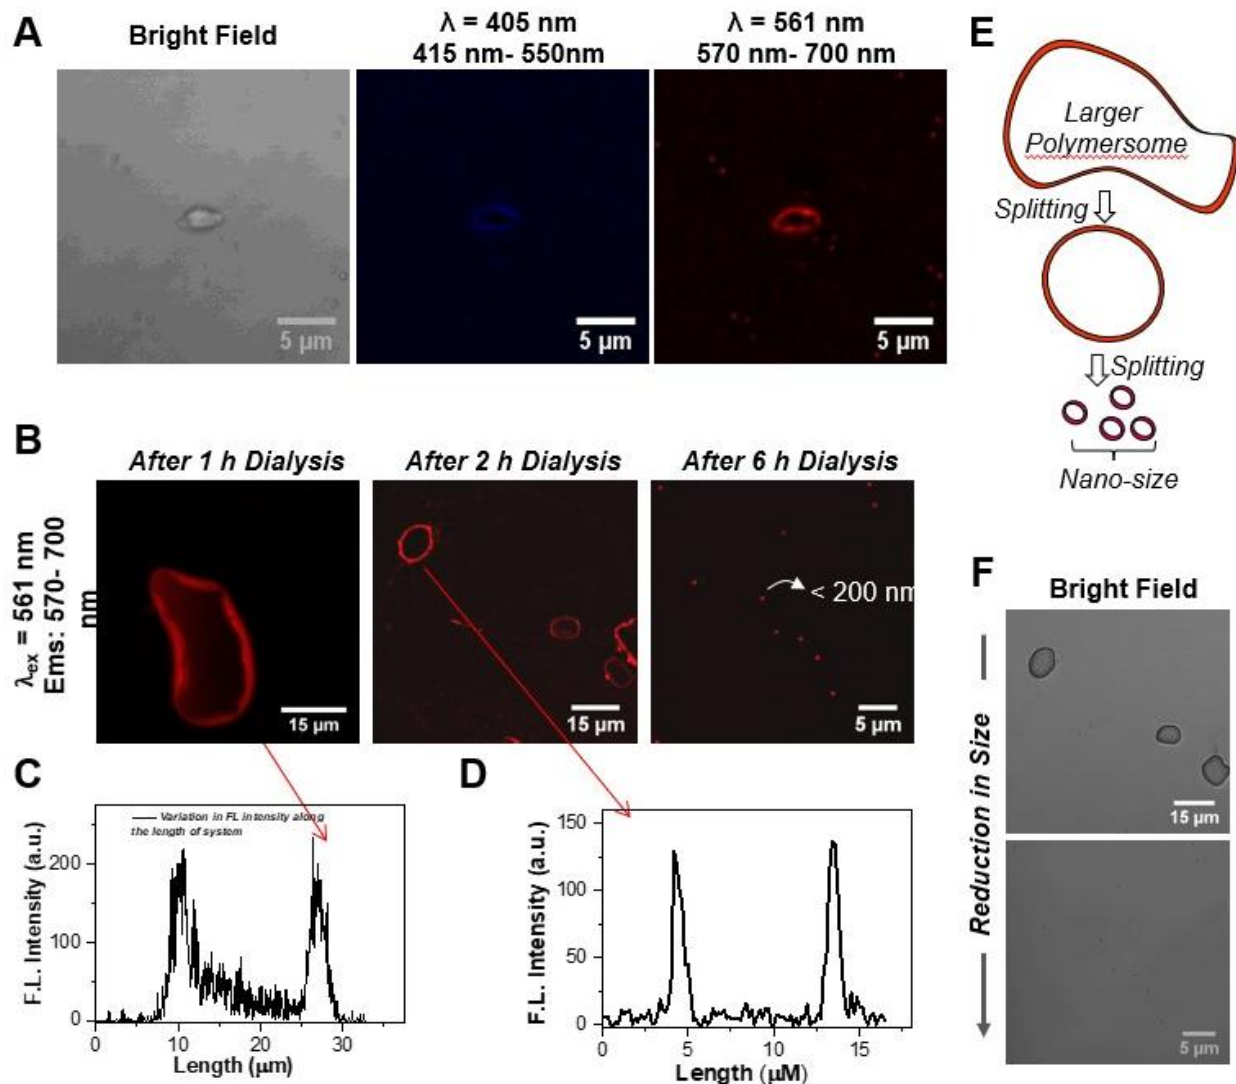 A
Bright Field
λ = 405 nm
415 nm- 550nm
λ = 561 nm
570 nm- 700 nm
5 µm
5 µm
5 µm
E
Larger
Polymersome
Splitting
Splitting
Nano-size
B
After 1 h Dialysis
After 2 h Dialysis
After 6 h Dialysis
λex = 561 nm
Ems: 570- 700
nm
15 µm
15 µm
< 200 nm
5 µm
C
Variation in FL intensity along
the length of system
F.L. Intensity (a.u.)
200
100
0
0 10 20 30
Length (µm)
D
F.L. Intensity (a.u.)
150
100
50
0
0 5 10 15
Length (µM)
F
Bright Field
Reduction in Size
15 µm
5 µm